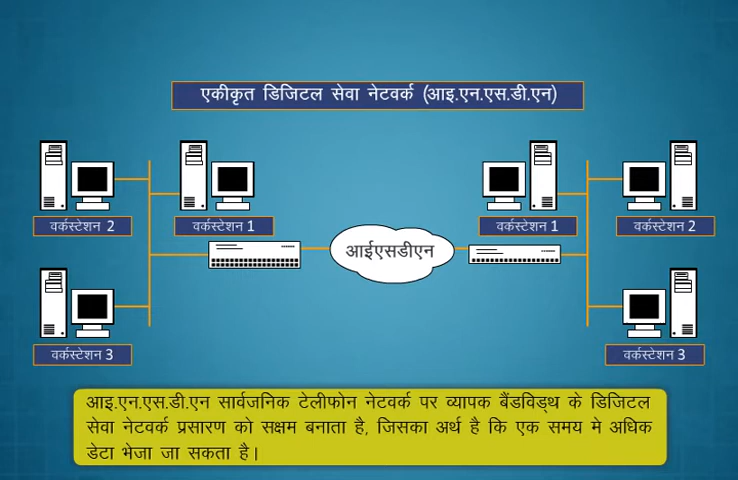 एकीकृत डिजिटल सेवा नेटवर्क (आइ.एन.एस.डी.एन)
वर्कस्टेशन 2
वर्कस्टेशन 1
वर्कस्टेशन 1
वर्कस्टेशन 2
आईएसडीएन
वर्कस्टेशन 3
वर्कस्टेशन 3
आइ.एन.एस.डी.एन सार्वजनिक टेलीफोन नेटवर्क पर व्यापक बैंडविड्थ के डिजिटल
सेवा नेटवर्क प्रसारण को सक्षम बनाता है, जिसका अर्थ है कि एक समय मे अधिक
डेटा भेजा जा सकता है।